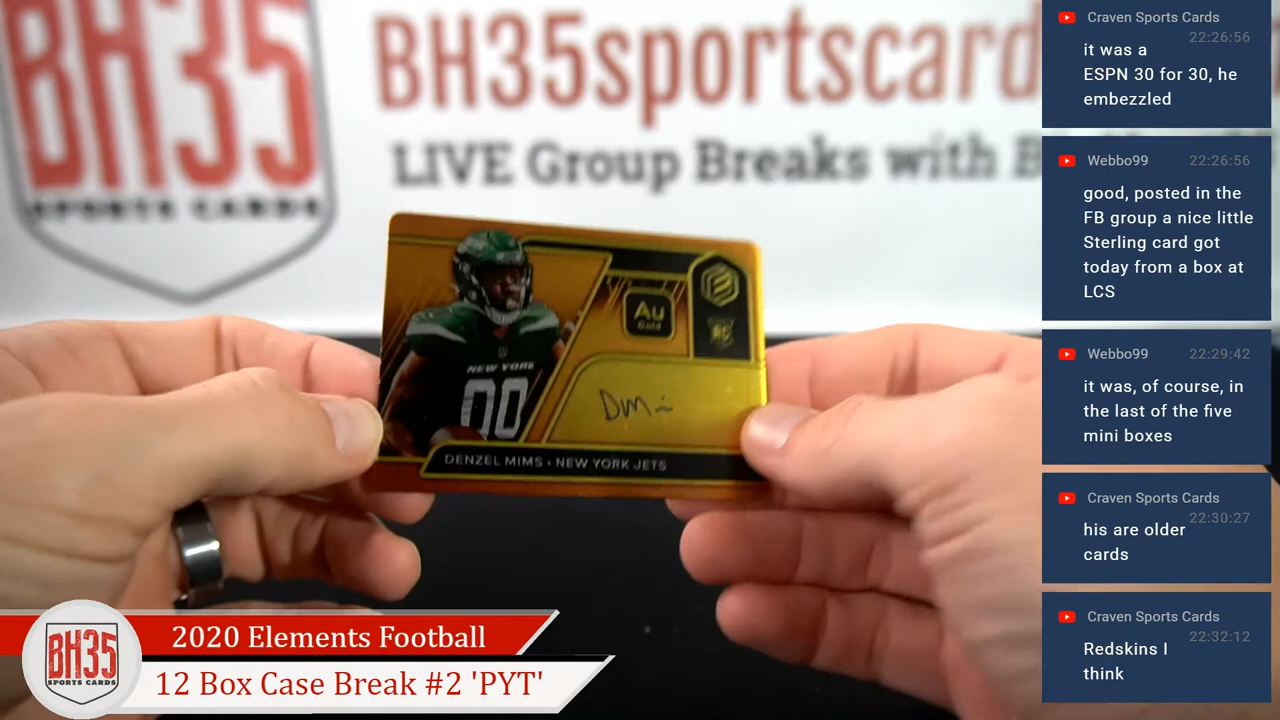 BH35
SPORTS CARDS
BH35sportscard
LIVE Group Breaks with B
Au
Gold
RC
NEW YORK
00
DENZEL MIMS • NEW YORK JETS
BH35
SPORTS CARDS
2020 Elements Football
12 Box Case Break #2 'PYT'
Craven Sports Cards
22:26:56
it was a
ESPN 30 for 30, he
embezzled
Webbo99 22:26:56
good, posted in the
FB group a nice little
Sterling card got
today from a box at
LCS
Webbo99 22:29:42
it was, of course, in
the last of the five
mini boxes
Craven Sports Cards
22:30:27
his are older
cards
Craven Sports Cards
22:32:12
Redskins I
think